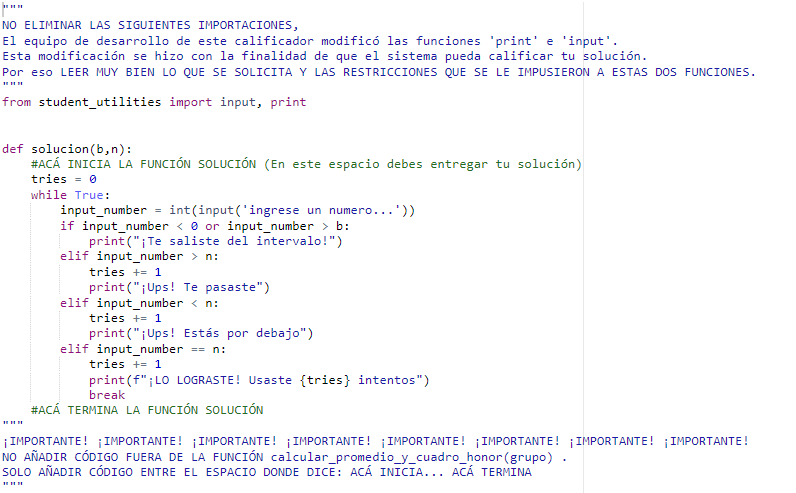 """
NO ELIMINAR LAS SIGUIENTES IMPORTACIONES,
El equipo de desarrollo de este calificador modificó las funciones 'print' e 'input'.
Esta modificación se hizo con la finalidad de que el sistema pueda calificar tu solución.
Por eso LEER MUY BIEN LO QUE SE SOLICITA Y LAS RESTRICCIONES QUE SE LE IMPUSIERON A ESTAS DOS FUNCIONES.
"""
from student_utilities import input, print
def solucion(b,n):
    #ACÁ INICIA LA FUNCIÓN SOLUCIÓN (En este espacio debes entregar tu solución)
    tries = 0
    while True:
        input_number = int(input('ingrese un numero...'))
        if input_number < 0 or input_number > b:
            print("¡Te saliste del intervalo!")
        elif input_number > n:
            tries += 1
            print("¡Ups! Te pasaste")
        elif input_number < n:
            tries += 1
            print("¡Ups! Estás por debajo")
        elif input_number == n:
            tries += 1
            print(f"¡LO LOGRASTE! Usaste {tries} intentos")
            break
    #ACÁ TERMINA LA FUNCIÓN SOLUCIÓN
"""
¡IMPORTANTE! ¡IMPORTANTE! ¡IMPORTANTE! ¡IMPORTANTE! ¡IMPORTANTE! ¡IMPORTANTE! ¡IMPORTANTE! ¡IMPORTANTE!
NO AÑADIR CÓDIGO FUERA DE LA FUNCIÓN calcular_promedio_y_cuadro_honor(grupo) .
SOLO AÑADIR CÓDIGO ENTRE EL ESPACIO DONDE DICE: ACÁ INICIA... ACÁ TERMINA
"""